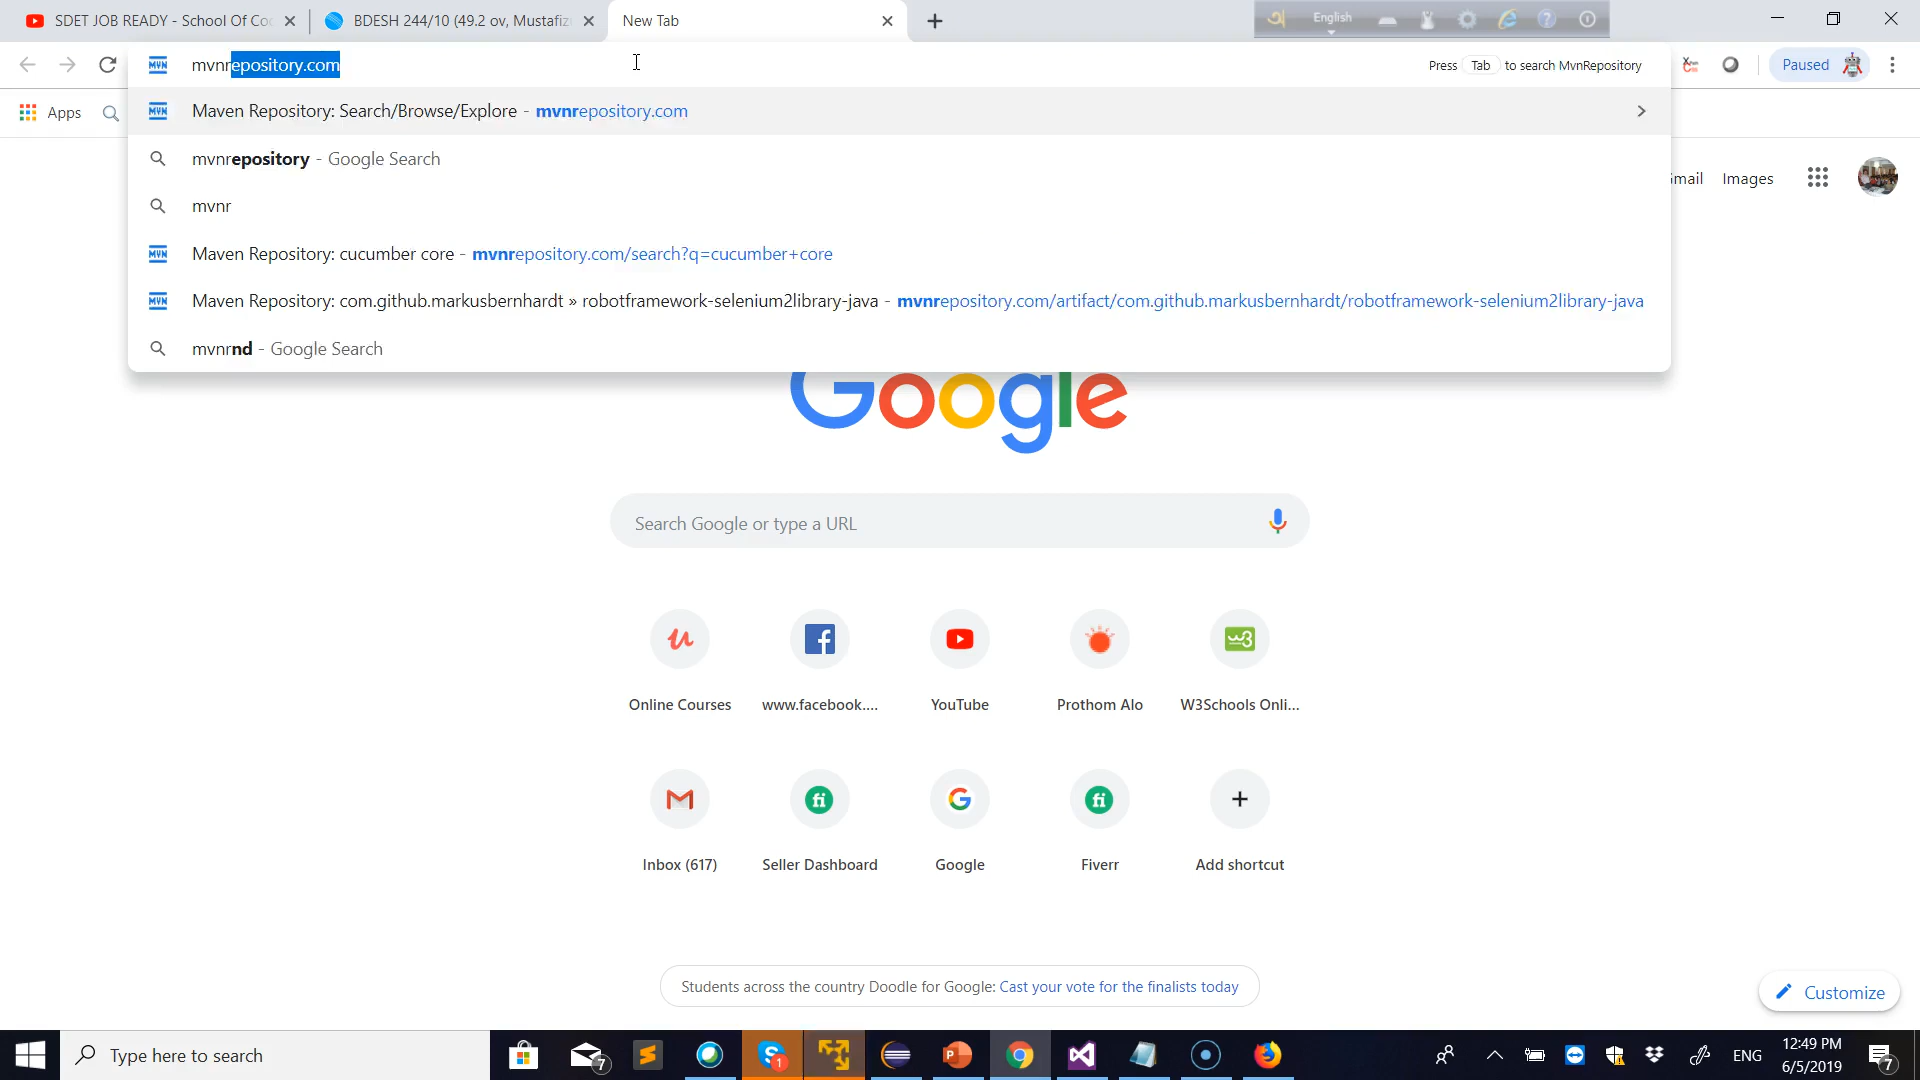 SDET JOB READY - School Of Co
BDESH 244/10 (49.2 ov, Mustafiz
New Tab
English
mvnrepository.com
Press Tab to search MvnRepository
Paused
Apps
Maven Repository: Search/Browse/Explore - mvnrepository.com
mvnrepository - Google Search
mvnr
Maven Repository: cucumber core - mvnrepository.com/search?q=cucumber+core
Maven Repository: com.github.markusbernhardt » robotframework-selenium2library-java - mvnrepository.com/artifact/com.github.markusbernhardt/robotframework-selenium2library-java
mvnrnd - Google Search
Gmail Images
Google
Search Google or type a URL
Online Courses www.facebook.... YouTube Prothom Alo W3Schools Onli...
Inbox (617) Seller Dashboard Google Fiverr Add shortcut
Students across the country Doodle for Google: Cast your vote for the finalists today
Customize
Type here to search
7
1
ENG
12:49 PM
6/5/2019
7